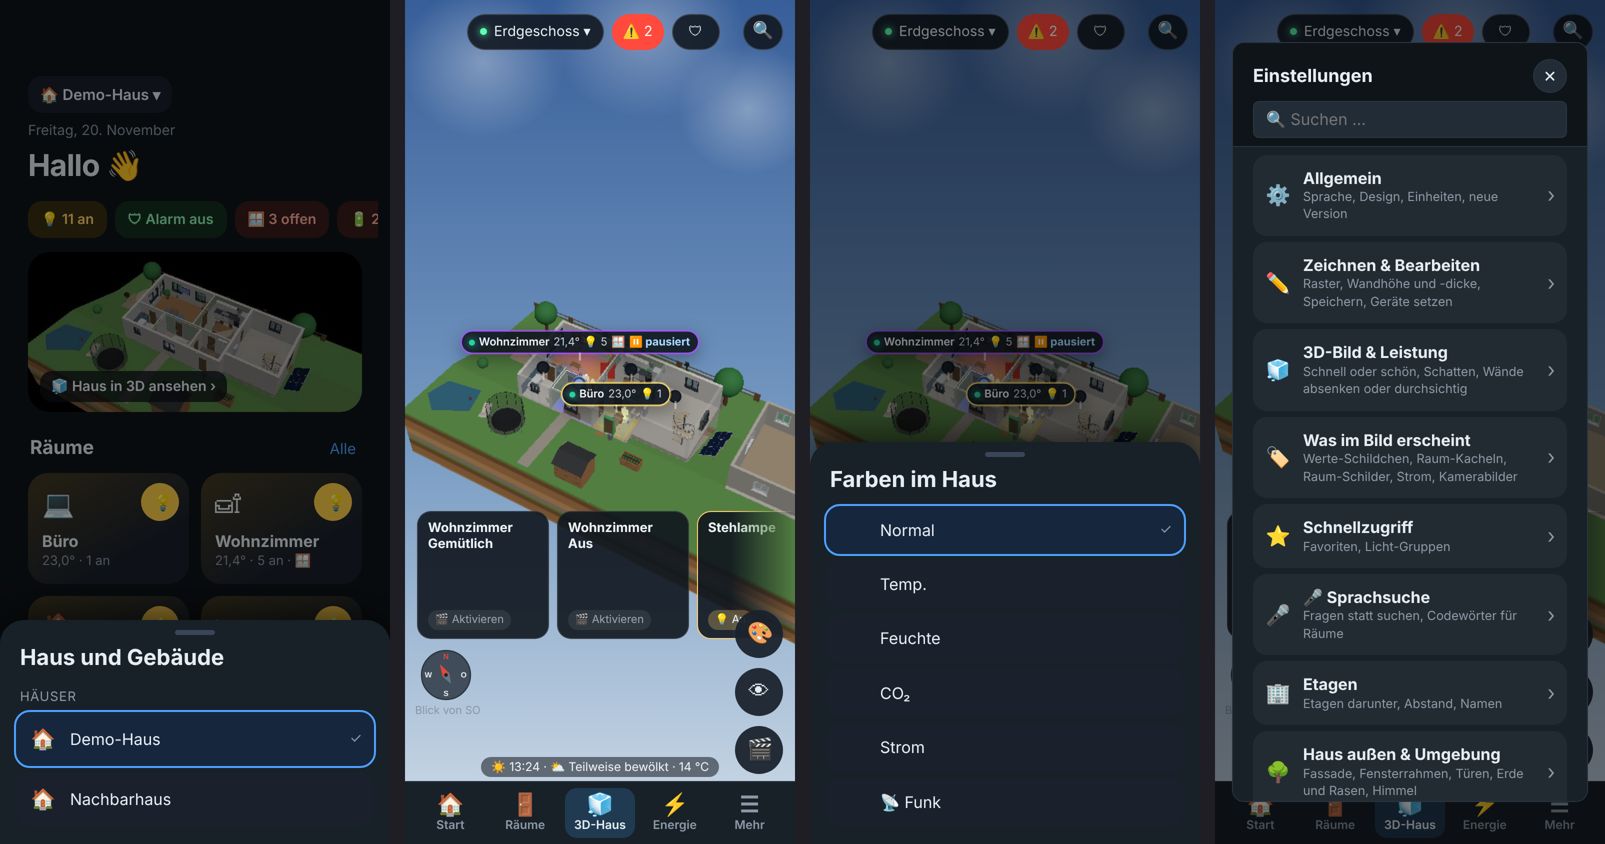 🏠 Demo-Haus ▾
Freitag, 20. November
Hallo 👋
💡 11 an
🛡 Alarm aus
🪟 3 offen
🔋 2
🧊 Haus in 3D ansehen ›
Räume
Alle
Büro
23,0° · 1 an
Wohnzimmer
21,4° · 5 an · 🪟
Haus und Gebäude
HÄUSER
🏠 Demo-Haus ✓
🏠 Nachbarhaus
Erdgeschoss ▾
⚠️ 2
Wohnzimmer 21,4° 💡 5 🪟 ⏸ pausiert
Büro 23,0° 💡 1
Wohnzimmer
Gemütlich
🎬 Aktivieren
Wohnzimmer
Aus
🎬 Aktivieren
Stehlampe
N
W
O
S
Blick von SO
☀️ 13:24 · ⛅ Teilweise bewölkt · 14 °C
Start
Räume
3D-Haus
Energie
Mehr
Erdgeschoss ▾
⚠️ 2
Wohnzimmer 21,4° 💡 5 🪟 ⏸ pausiert
Büro 23,0° 💡 1
Farben im Haus
Normal ✓
Temp.
Feuchte
CO₂
Strom
📡 Funk
Erdgeschoss ▾
⚠️ 2
Einstellungen
✕
🔍 Suchen ...
Allgemein
Sprache, Design, Einheiten, neue
Version
Zeichnen & Bearbeiten
Raster, Wandhöhe und -dicke,
Speichern, Geräte setzen
3D-Bild & Leistung
Schnell oder schön, Schatten, Wände
absenken oder durchsichtig
Was im Bild erscheint
Werte-Schildchen, Raum-Kacheln,
Raum-Schilder, Strom, Kamerabilder
Schnellzugriff
Favoriten, Licht-Gruppen
🎤 Sprachsuche
Fragen statt suchen, Codewörter für
Räume
Etagen
Etagen darunter, Abstand, Namen
Haus außen & Umgebung
Fassade, Fensterrahmen, Türen, Erde
und Rasen, Himmel
Start
Räume
3D-Haus
Energie
Mehr